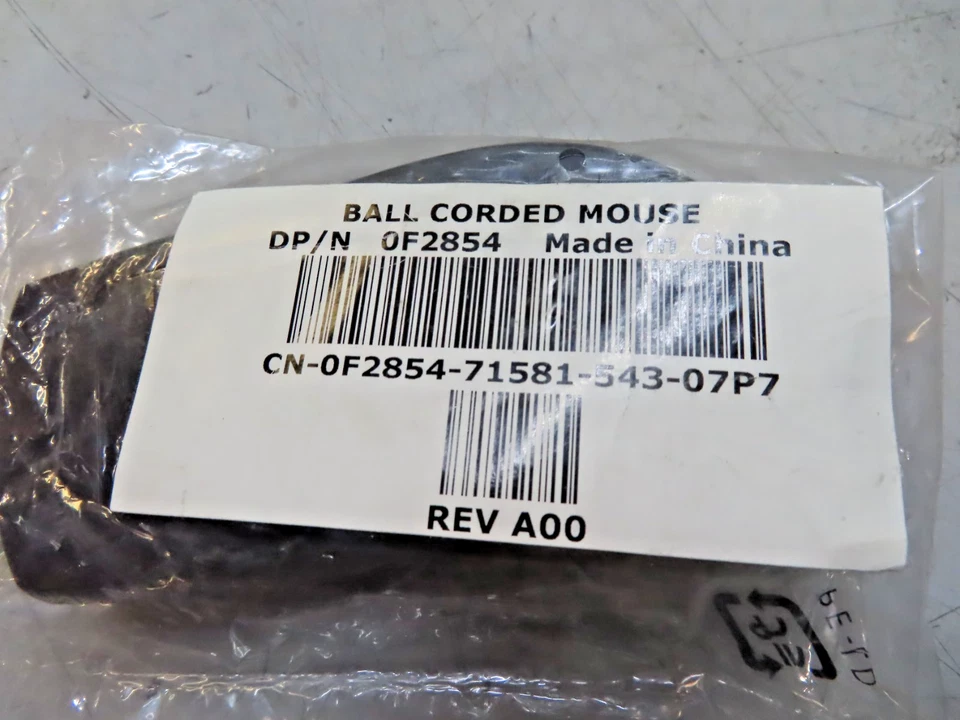 BALL CORDED MOUSE
DP/N 0F2854 Made in China
CN-0F2854-71581-543-07P7
REV A00